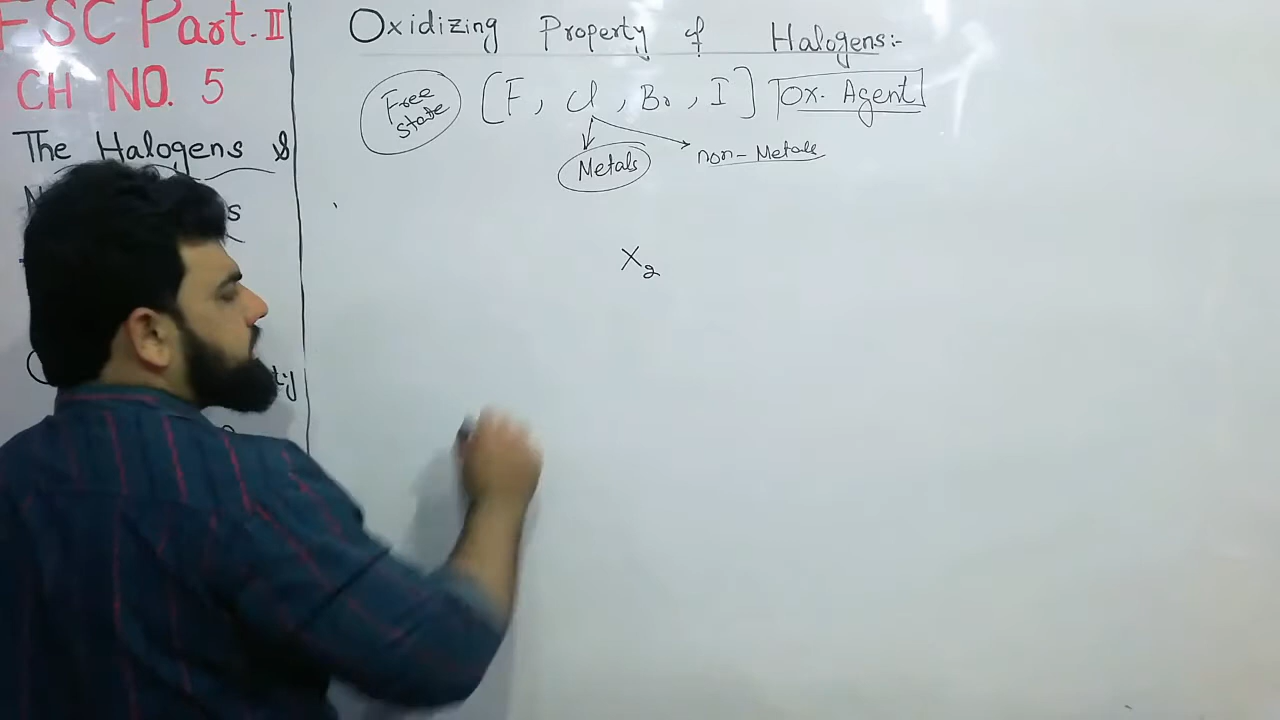 FSC Part-II
CH NO. 5
The Halogens &
Oxidizing Property of Halogens:-
Free state [F, Cl, Br, I] Ox. Agent
Metals non-Metals
X₂